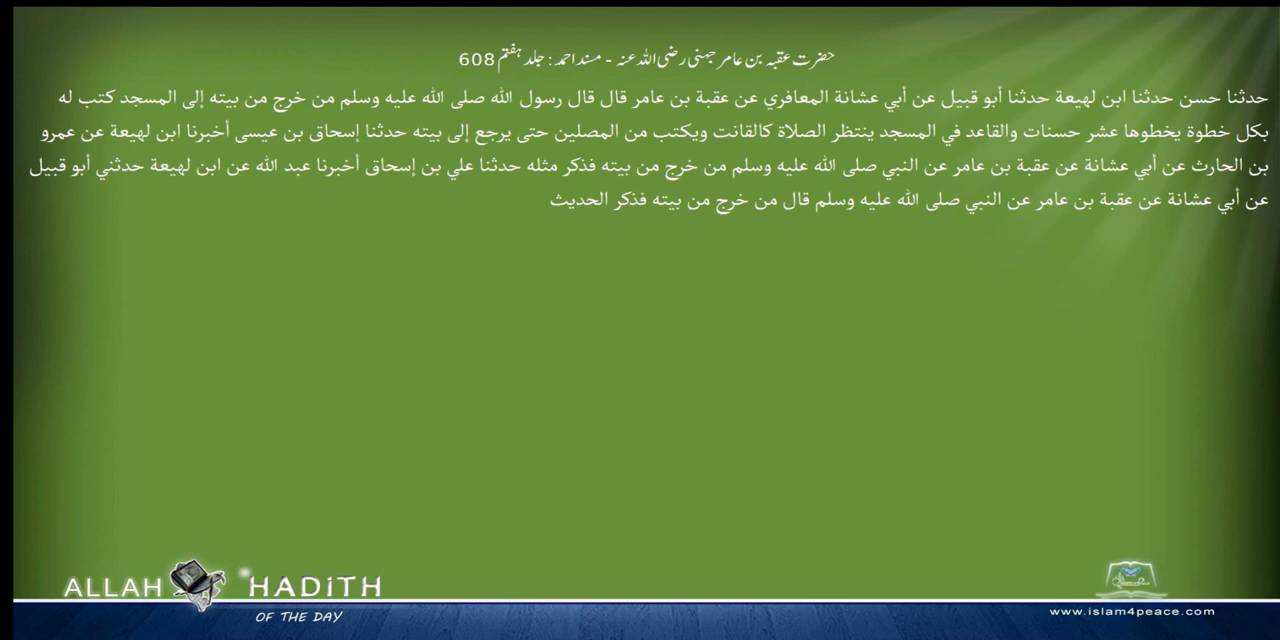 حضرت عقبہ بن عامر جہنی رضی اللہ عنہ - مسند احمد : جلد ہفتم 608
حدثنا حسن حدثنا ابن لهيعة حدثنا أبو قبيل عن أبي عشانة المعافري عن عقبة بن عامر قال قال رسول الله صلى الله عليه وسلم من خرج من بيته إلى المسجد كتب له
بكل خطوة يخطوها عشر حسنات والقاعد في المسجد ينتظر الصلاة كالقانت ويكتب من المصلين حتى يرجع إلى بيته حدثنا إسحاق بن عيسى أخبرنا ابن لهيعة عن عمرو
بن الحارث عن أبي عشانة عن عقبة بن عامر عن النبي صلى الله عليه وسلم من خرج من بيته فذكر مثله حدثنا علي بن إسحاق أخبرنا عبد الله عن ابن لهيعة حدثني أبو قبيل
عن أبي عشانة عن عقبة بن عامر عن النبي صلى الله عليه وسلم قال من خرج من بيته فذكر الحديث
ALLAH HADITH
OF THE DAY
www.islam4peace.com